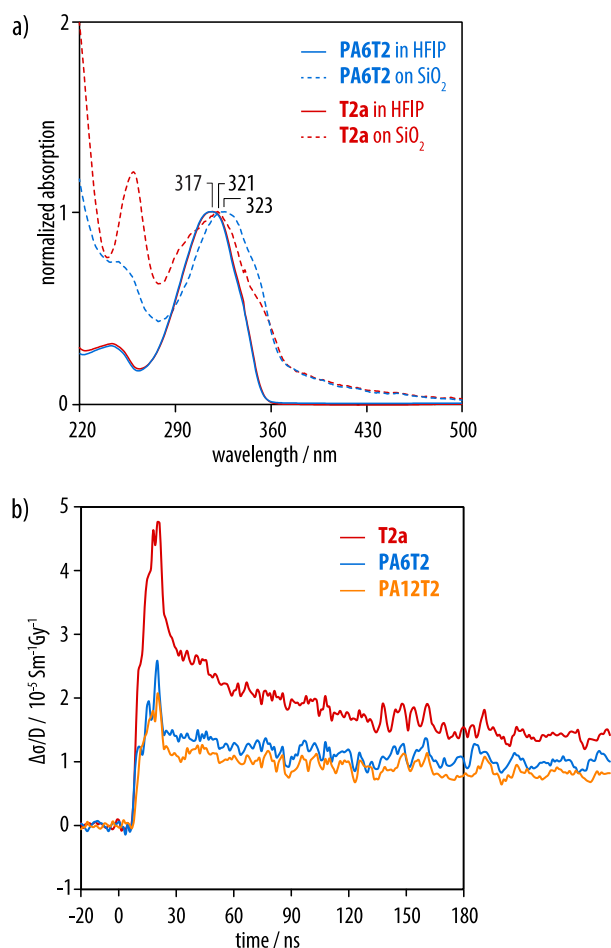 a)
2
PA6T2 in HFIP
PA6T2 on SiO₂
T2a in HFIP
T2a on SiO₂
normalized absorption
317
321
323
1
0
220 290 360 430 500
wavelength / nm
b)
5
T2a
PA6T2
PA12T2
4
3
2
1
0
-1
Δσ/D / 10⁻⁵ Sm⁻¹Gy⁻¹
-20 0 30 60 90 120 150 180
time / ns